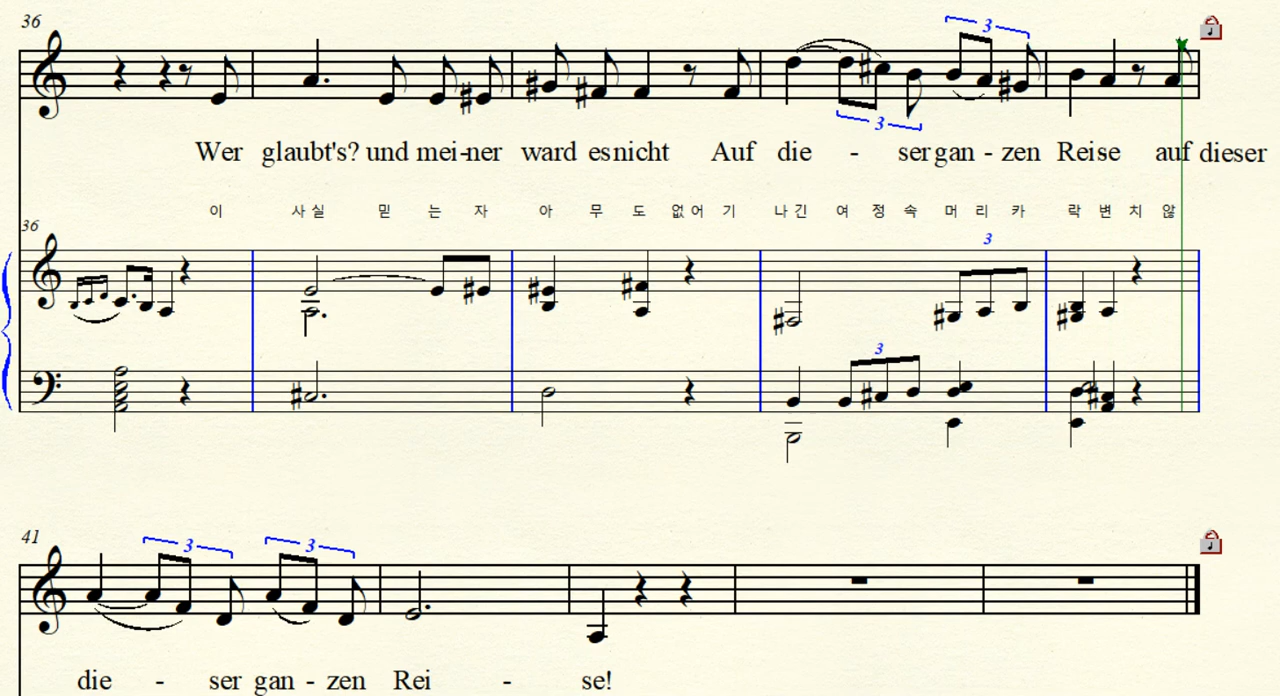 36
3
3
Wer glaubt's? und mei-ner ward es nicht Auf die - ser gan - zen Reise auf dieser
이 사실 믿 는 자 아 무 도 없어 기 나긴 여 정 속 머 리 카 락 변 치 않
36
3
3
41
3 3
die - ser gan - zen Rei - se!